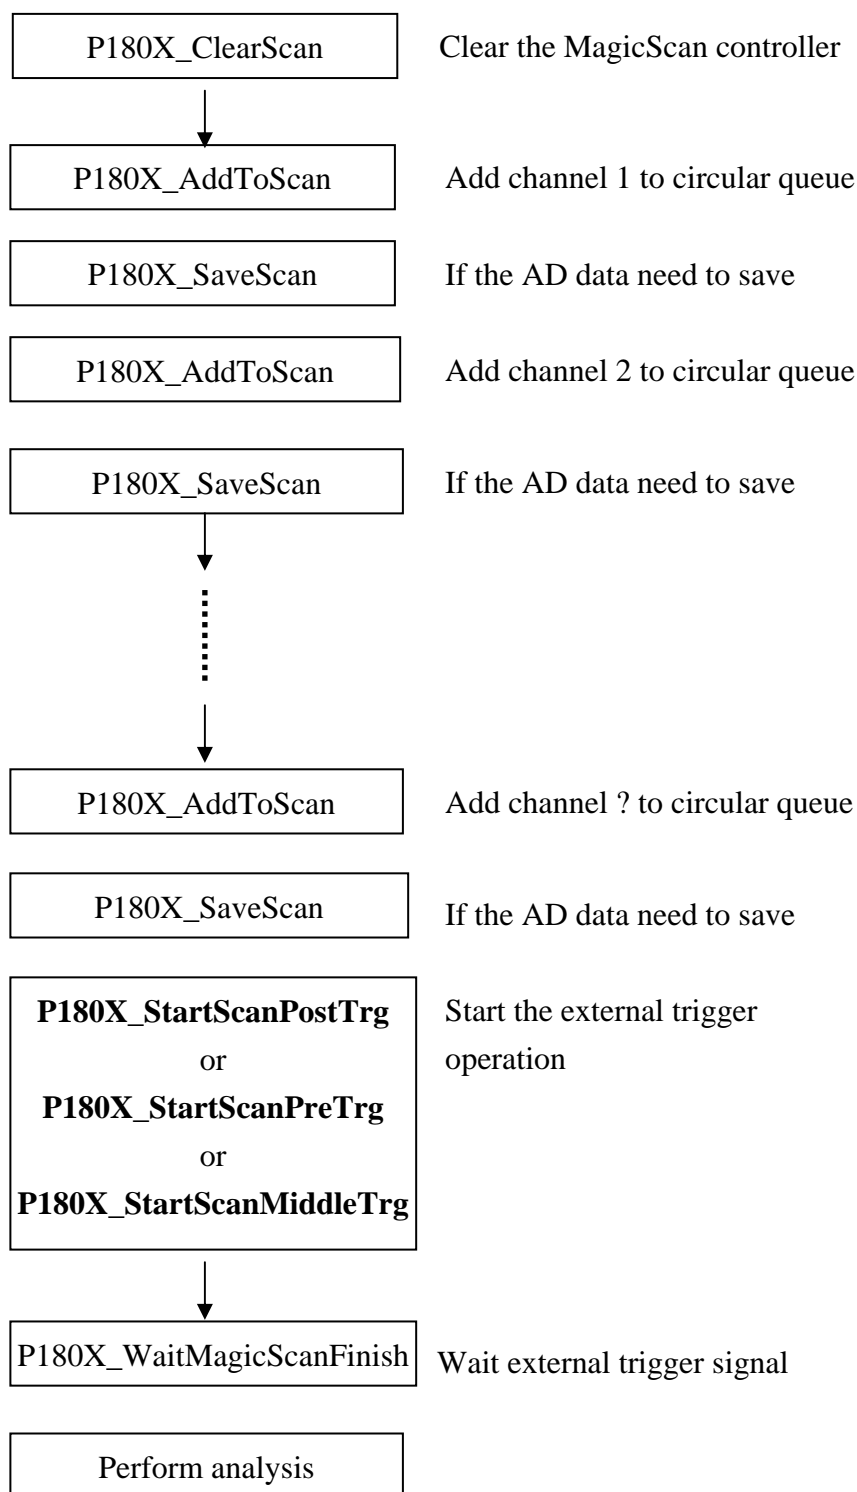 P180X_ClearScan
Clear the MagicScan controller
P180X_AddToScan
Add channel 1 to circular queue
P180X_SaveScan
If the AD data need to save
P180X_AddToScan
Add channel 2 to circular queue
P180X_SaveScan
If the AD data need to save
P180X_AddToScan
Add channel ? to circular queue
P180X_SaveScan
If the AD data need to save
P180X_StartScanPostTrg
or
P180X_StartScanPreTrg
or
P180X_StartScanMiddleTrg
Start the external trigger
operation
P180X_WaitMagicScanFinish
Wait external trigger signal
Perform analysis